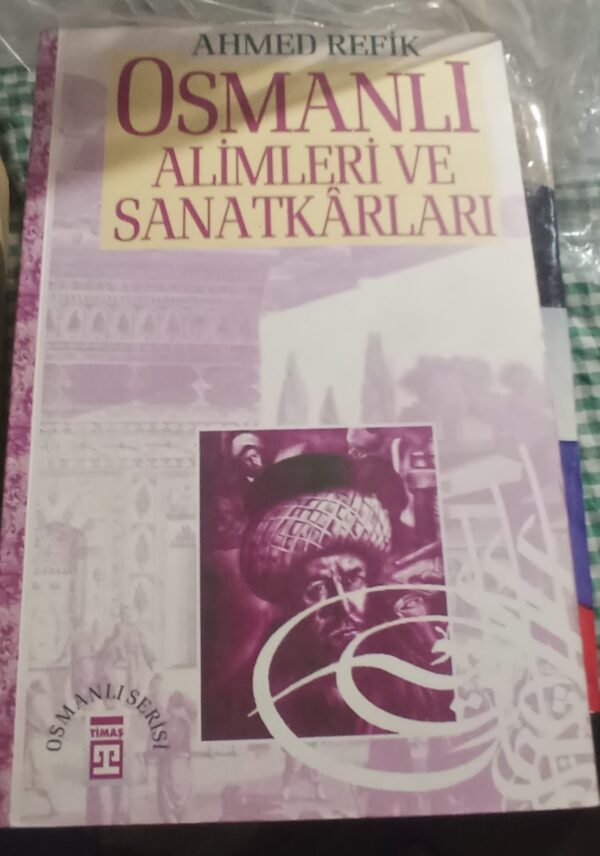 AHMED REFİK
OSMANLI
ALİMLERİ VE
SANATKÂRLARI
OSMANLI SERİSİ
TİMAŞ